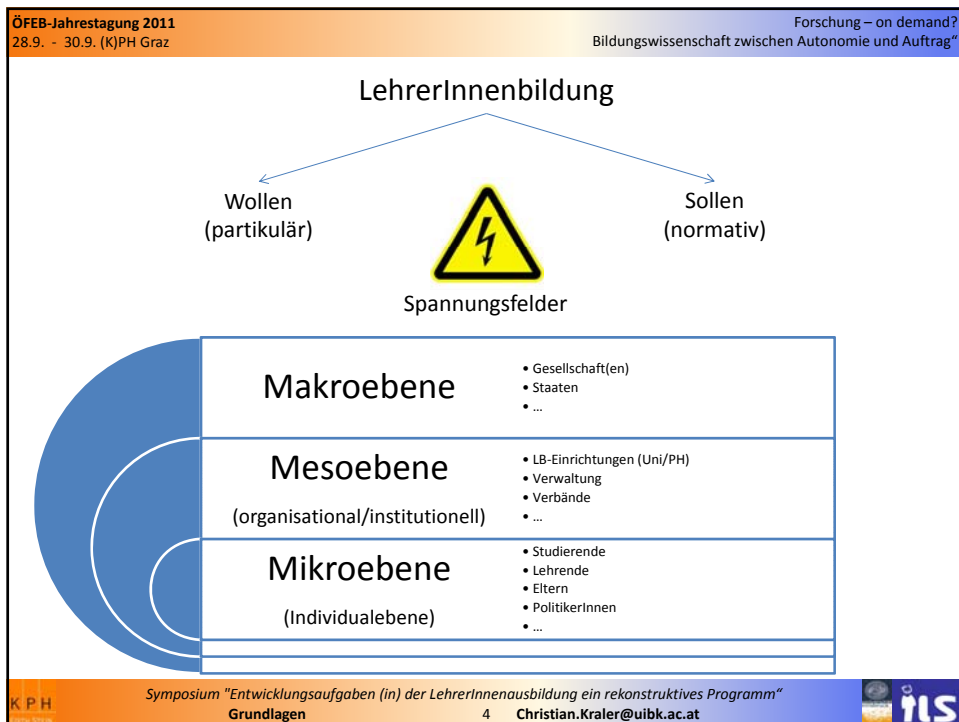 ÖFEB-Jahrestagung 2011
28.9. - 30.9. (K)PH Graz
Forschung – on demand?
Bildungswissenschaft zwischen Autonomie und Auftrag“
LehrerInnenbildung
Wollen
(partikulär)
Sollen
(normativ)
Spannungsfelder
Makroebene
• Gesellschaft(en)
• Staaten
• …
Mesoebene
(organisational/institutionell)
• LB-Einrichtungen (Uni/PH)
• Verwaltung
• Verbände
• …
Mikroebene
(Individualebene)
• Studierende
• Lehrende
• Eltern
• PolitikerInnen
• …
Symposium "Entwicklungsaufgaben (in) der LehrerInnenausbildung ein rekonstruktives Programm“
Grundlagen 4 Christian.Kraler@uibk.ac.at
KPH
ILS